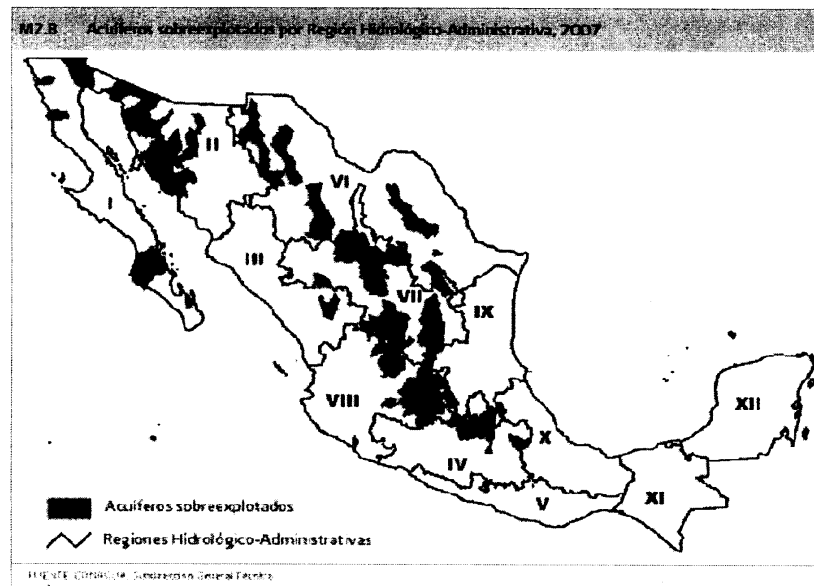 M7.8 Acuíferos sobreexplotados por Región Hidrológico-Administrativa, 2007
II
VI
I
III
VII
IX
VIII
XII
X
IV
V
XI
Acuíferos sobreexplotados
Regiones Hidrológico-Administrativas
FUENTE: CONAGUA. Subdirección General Técnica